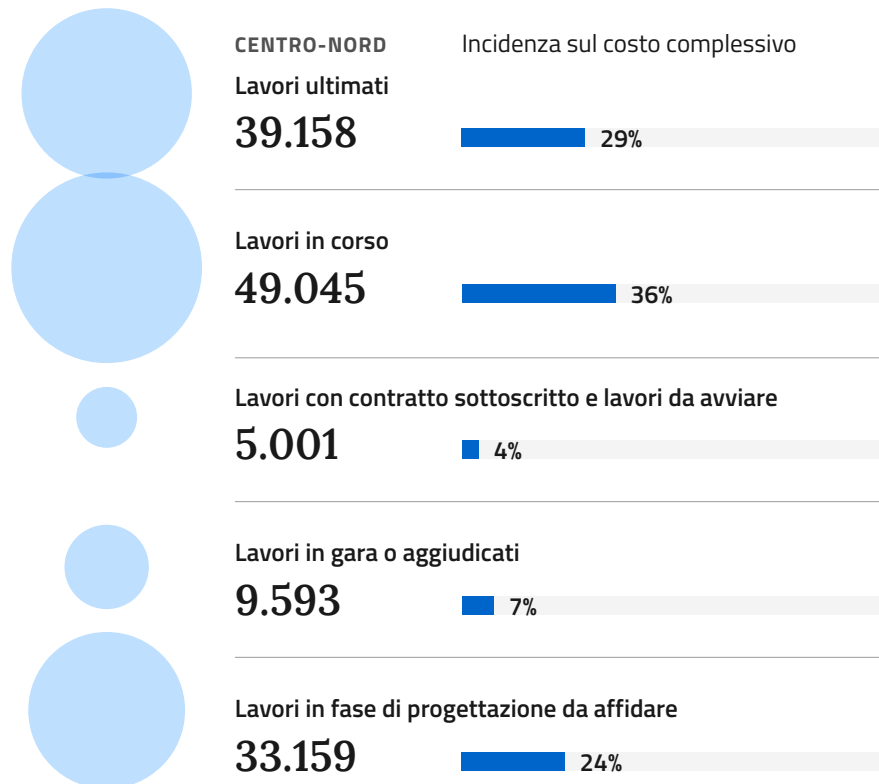 CENTRO-NORD
Incidenza sul costo complessivo
Lavori ultimati
39.158
29%
Lavori in corso
49.045
36%
Lavori con contratto sottoscritto e lavori da avviare
5.001
4%
Lavori in gara o aggiudicati
9.593
7%
Lavori in fase di progettazione da affidare
33.159
24%